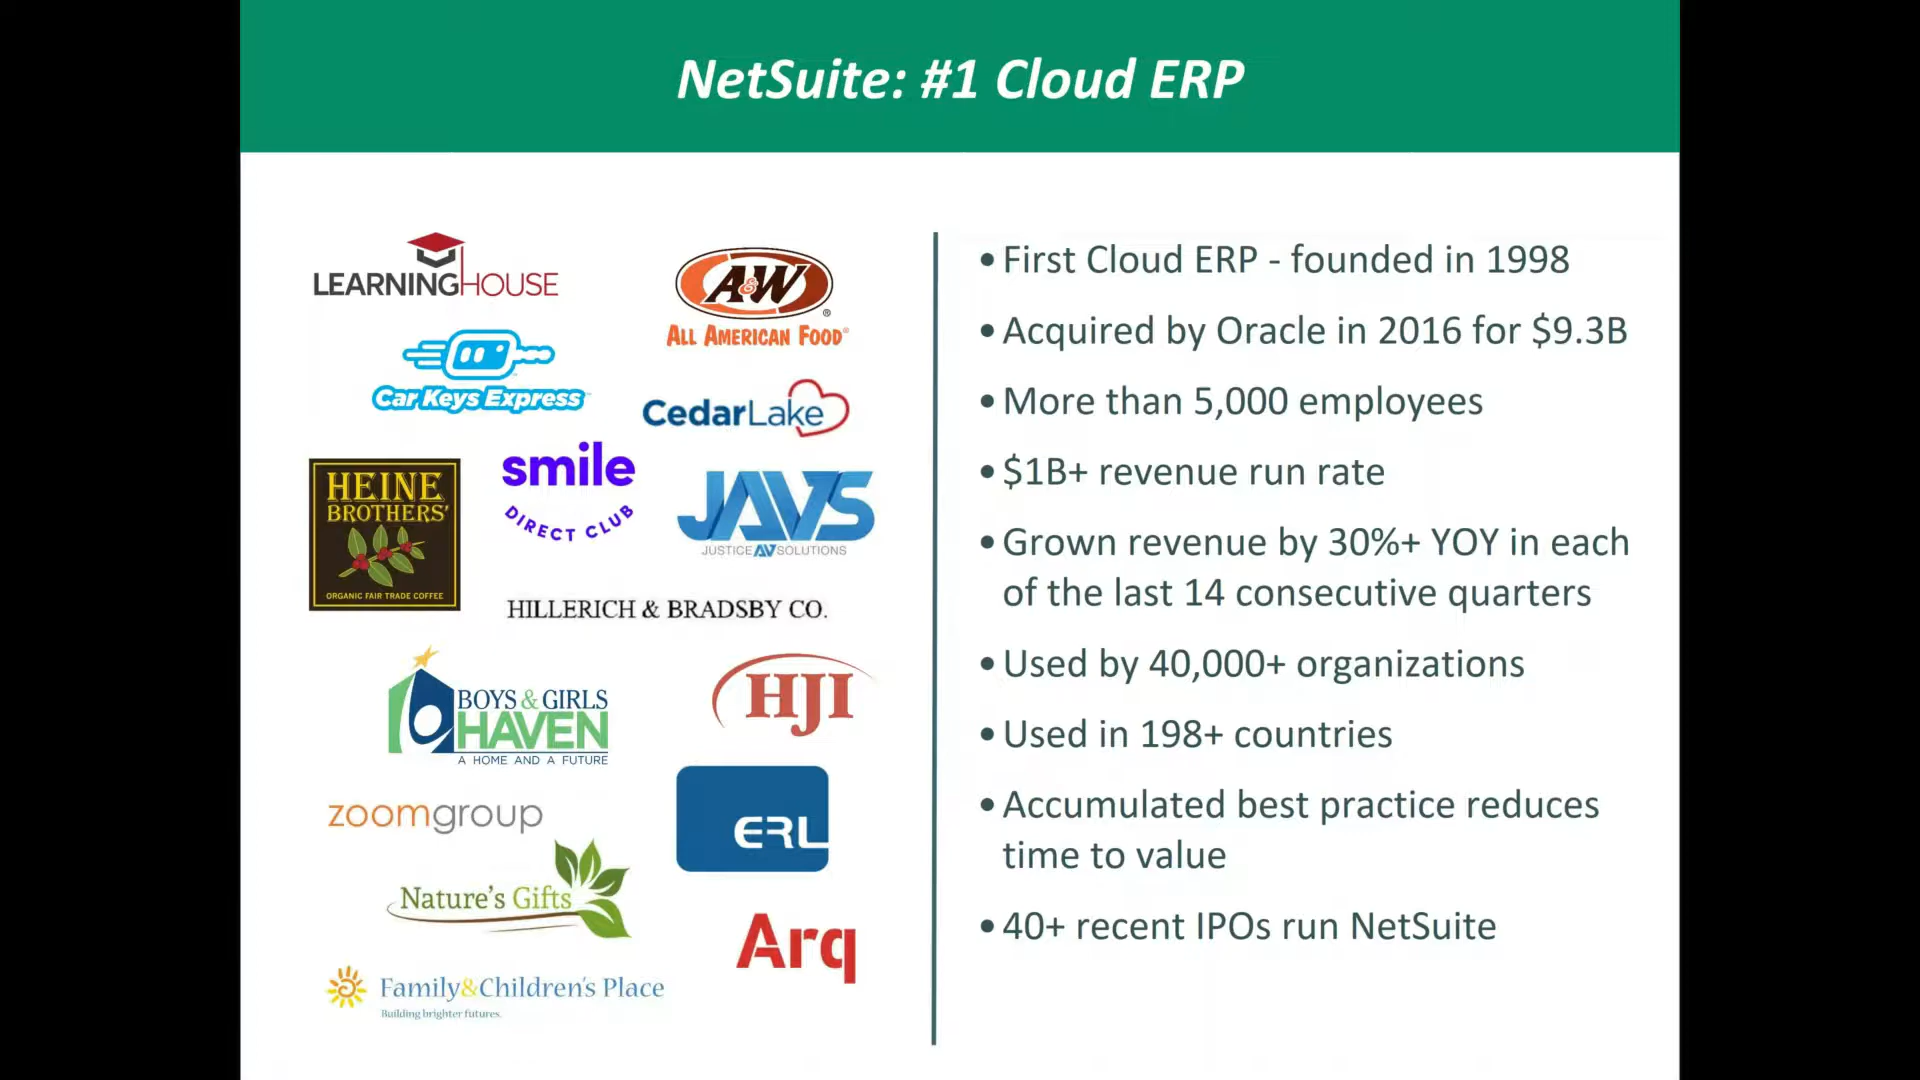 NetSuite: #1 Cloud ERP
LEARNINGHOUSE
A&W
®
ALL AMERICAN FOOD®
Car Keys Express
CedarLake
HEINE
BROTHERS'
ORGANIC FAIR TRADE COFFEE
smile
DIRECT CLUB
JAVS
JUSTICE AV SOLUTIONS
HILLERICH & BRADSBY CO.
BOYS & GIRLS
HAVEN
A HOME AND A FUTURE
HJI
zoomgroup
ERL
Nature's Gifts
Arq
Family&Children's Place
Building brighter futures.
• First Cloud ERP - founded in 1998
• Acquired by Oracle in 2016 for $9.3B
• More than 5,000 employees
• $1B+ revenue run rate
• Grown revenue by 30%+ YOY in each
of the last 14 consecutive quarters
• Used by 40,000+ organizations
• Used in 198+ countries
• Accumulated best practice reduces
time to value
• 40+ recent IPOs run NetSuite